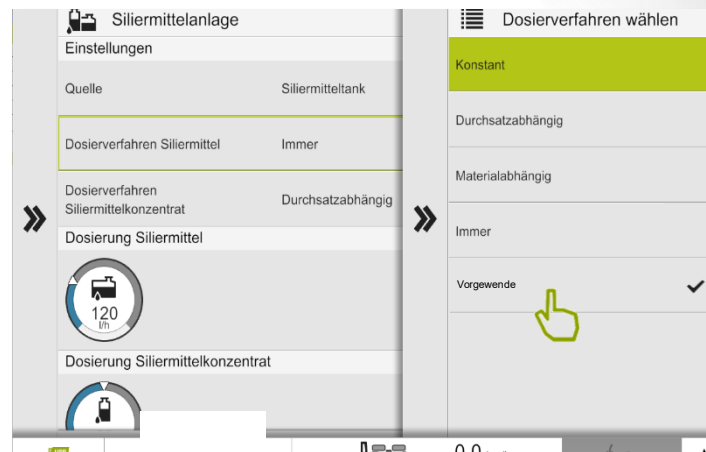 Siliermittelanlage
Einstellungen
Quelle
Siliermitteltank
Dosierverfahren Siliermittel
Immer
Dosierverfahren
Siliermittelkonzentrat
Durchsatzabhängig
Dosierung Siliermittel
120
l/h
Dosierung Siliermittelkonzentrat
Dosierverfahren wählen
Konstant
Durchsatzabhängig
Materialabhängig
Immer
Vorgewende